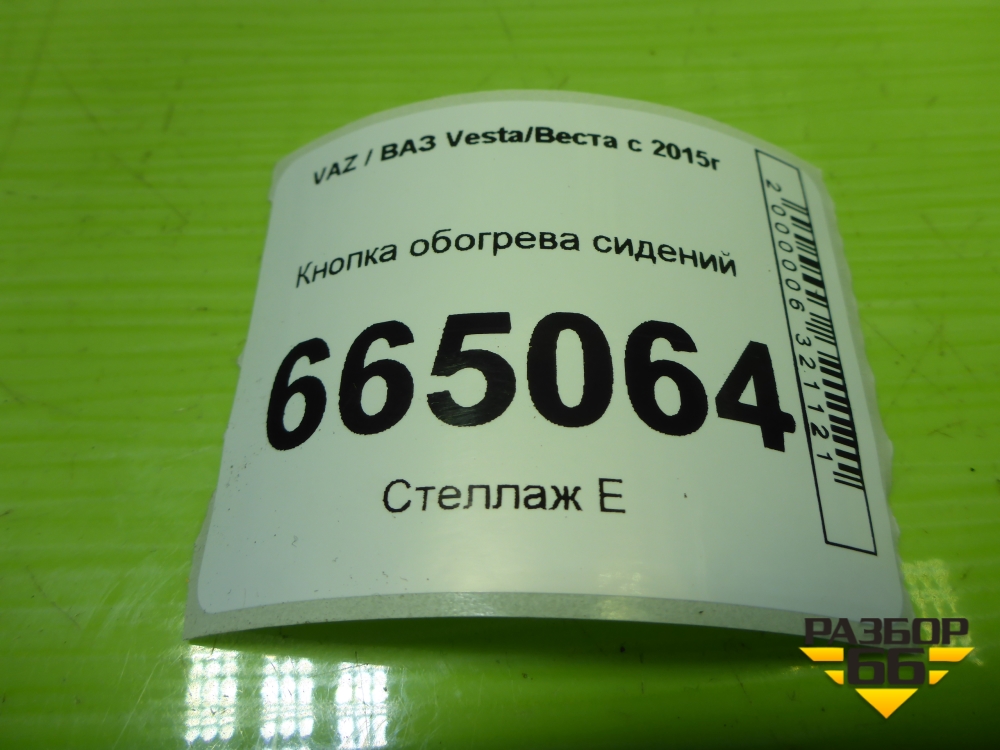 VAZ / ВАЗ Vesta/Веста с 2015г
Кнопка обогрева сидений
665064
Стеллаж Е
2000006321121
РАЗБОР
66